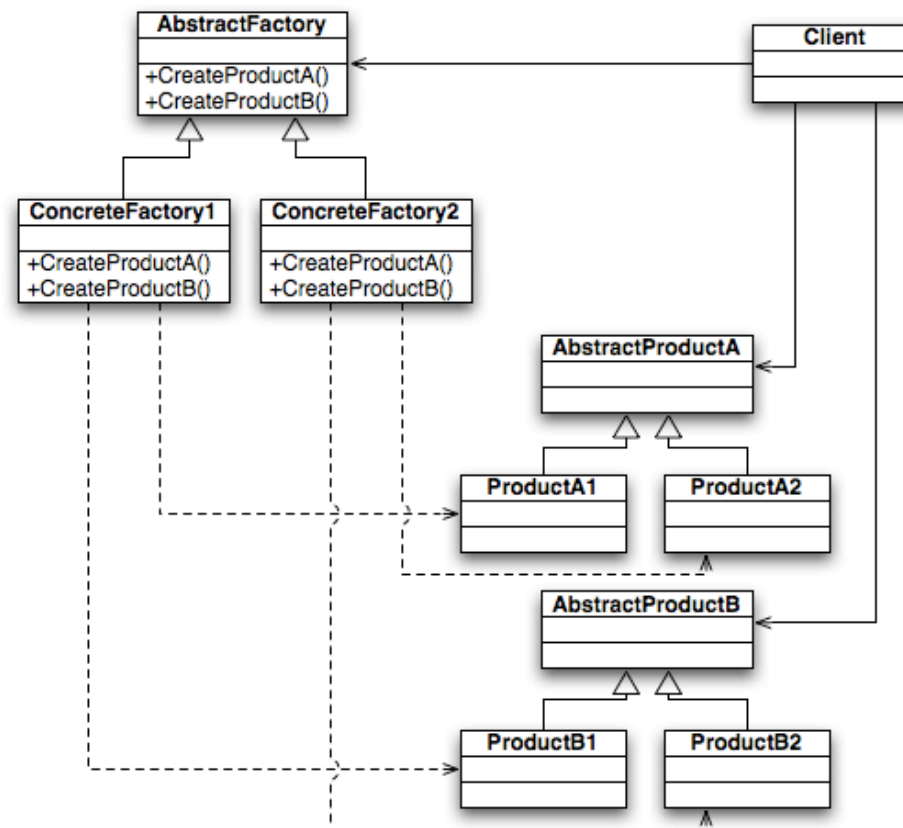 AbstractFactory
+CreateProductA()
+CreateProductB()
Client
ConcreteFactory1
+CreateProductA()
+CreateProductB()
ConcreteFactory2
+CreateProductA()
+CreateProductB()
AbstractProductA
ProductA1
ProductA2
AbstractProductB
ProductB1
ProductB2